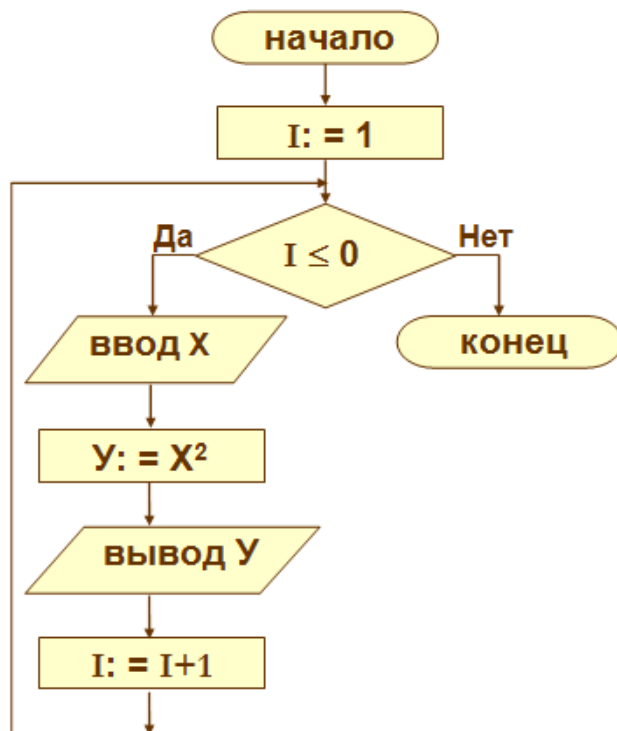 начало
I: = 1
Да
I ≤ 0
Нет
ввод X
конец
У: = X²
вывод У
I: = I+1